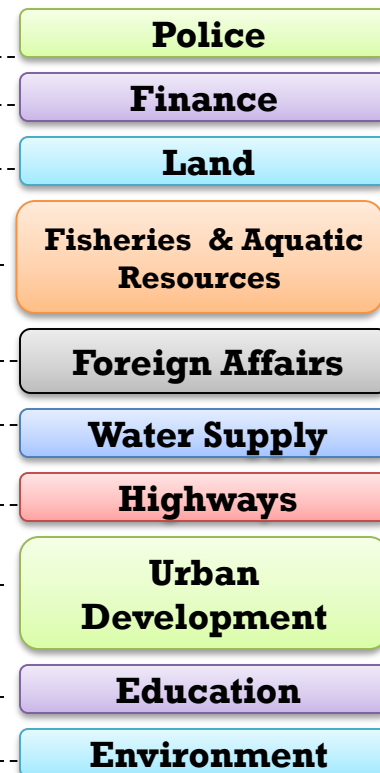 Police
Finance
Land
Fisheries & Aquatic
Resources
Foreign Affairs
Water Supply
Highways
Urban
Development
Education
Environment